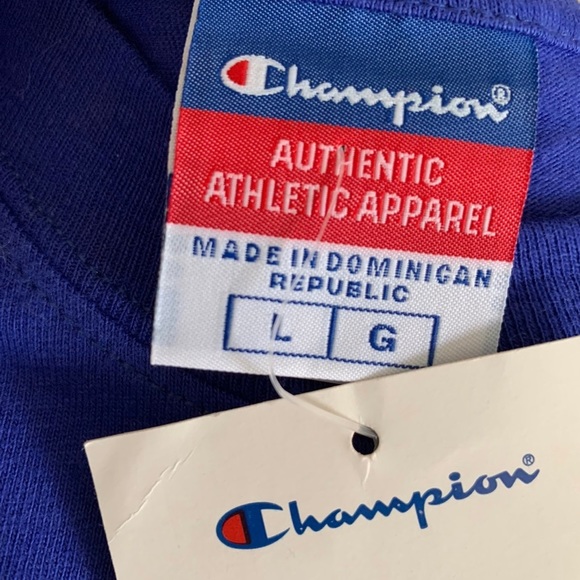 Champion®
AUTHENTIC
ATHLETIC APPAREL
MADE IN DOMINICAN
REPUBLIC
L G
Champion®